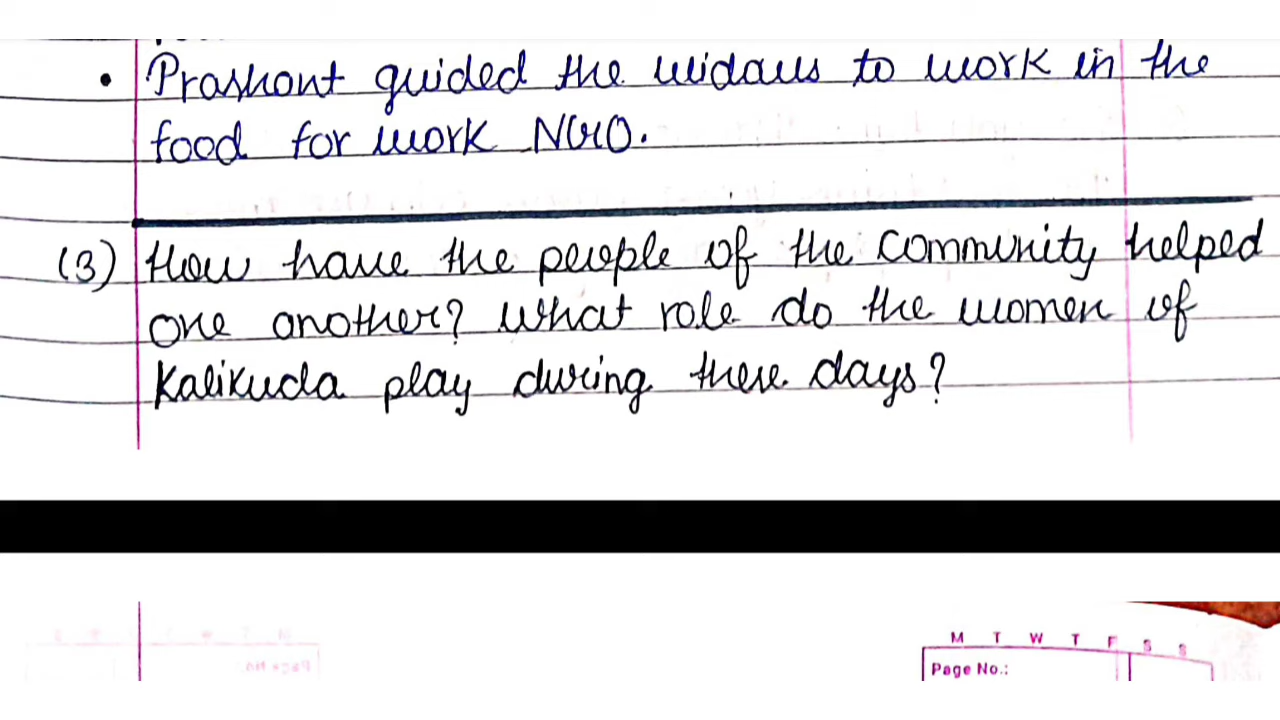 • Prashant guided the widows to work in the
food for work NGO.
(3) How have the people of the community helped
one another? What role do the women of
Kalikuda play during these days?
M T W T F S S
Page No.: